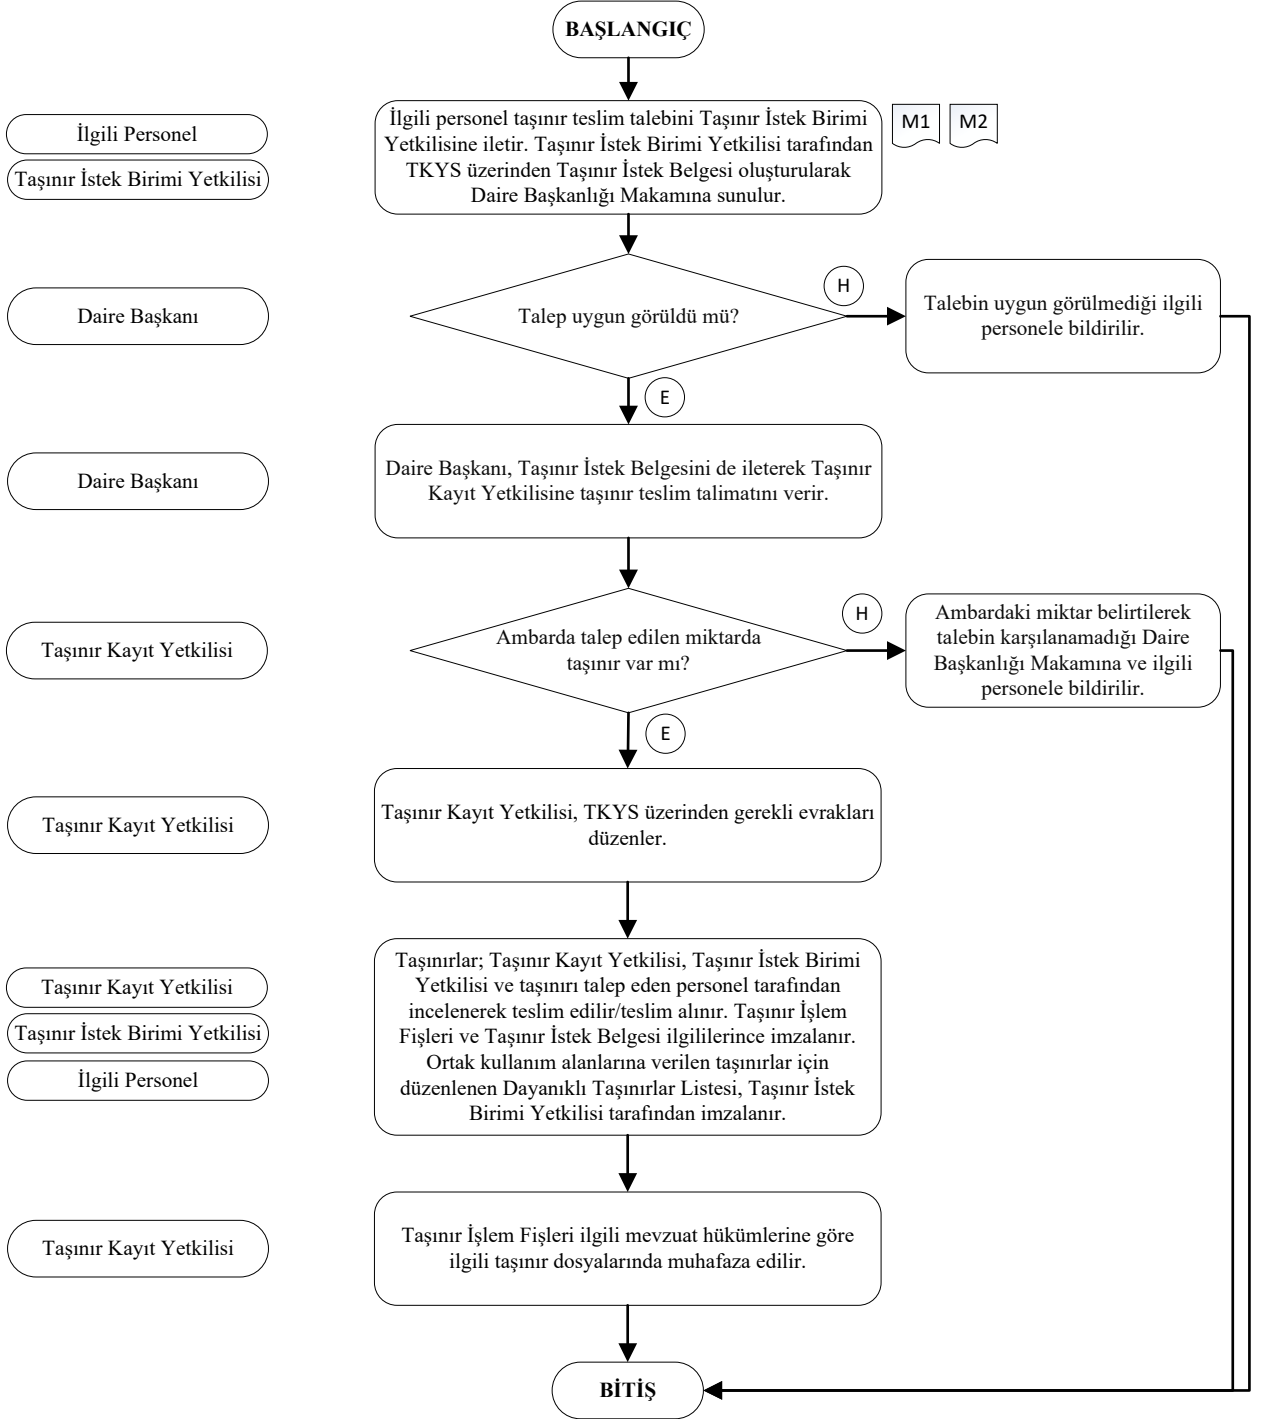 BAŞLANGIÇ
İlgili Personel
Taşınır İstek Birimi Yetkilisi
İlgili personel taşınır teslim talebini Taşınır İstek Birimi
Yetkilisine iletir. Taşınır İstek Birimi Yetkilisi tarafından
TKYS üzerinden Taşınır İstek Belgesi oluşturularak
Daire Başkanlığı Makamına sunulur.
M1
M2
Daire Başkanı
Talep uygun görüldü mü?
H
Talebin uygun görülmediği ilgili
personele bildirilir.
E
Daire Başkanı
Daire Başkanı, Taşınır İstek Belgesini de ileterek Taşınır
Kayıt Yetkilisine taşınır teslim talimatını verir.
Taşınır Kayıt Yetkilisi
Ambarda talep edilen miktarda
taşınır var mı?
H
Ambardaki miktar belirtilerek
talebin karşılanamadığı Daire
Başkanlığı Makamına ve ilgili
personele bildirilir.
E
Taşınır Kayıt Yetkilisi
Taşınır Kayıt Yetkilisi, TKYS üzerinden gerekli evrakları
düzenler.
Taşınır Kayıt Yetkilisi
Taşınır İstek Birimi Yetkilisi
İlgili Personel
Taşınırlar; Taşınır Kayıt Yetkilisi, Taşınır İstek Birimi
Yetkilisi ve taşınırı talep eden personel tarafından
incelenerek teslim edilir/teslim alınır. Taşınır İşlem
Fişleri ve Taşınır İstek Belgesi ilgililerince imzalanır.
Ortak kullanım alanlarına verilen taşınırlar için
düzenlenen Dayanıklı Taşınırlar Listesi, Taşınır İstek
Birimi Yetkilisi tarafından imzalanır.
Taşınır Kayıt Yetkilisi
Taşınır İşlem Fişleri ilgili mevzuat hükümlerine göre
ilgili taşınır dosyalarında muhafaza edilir.
BİTİŞ